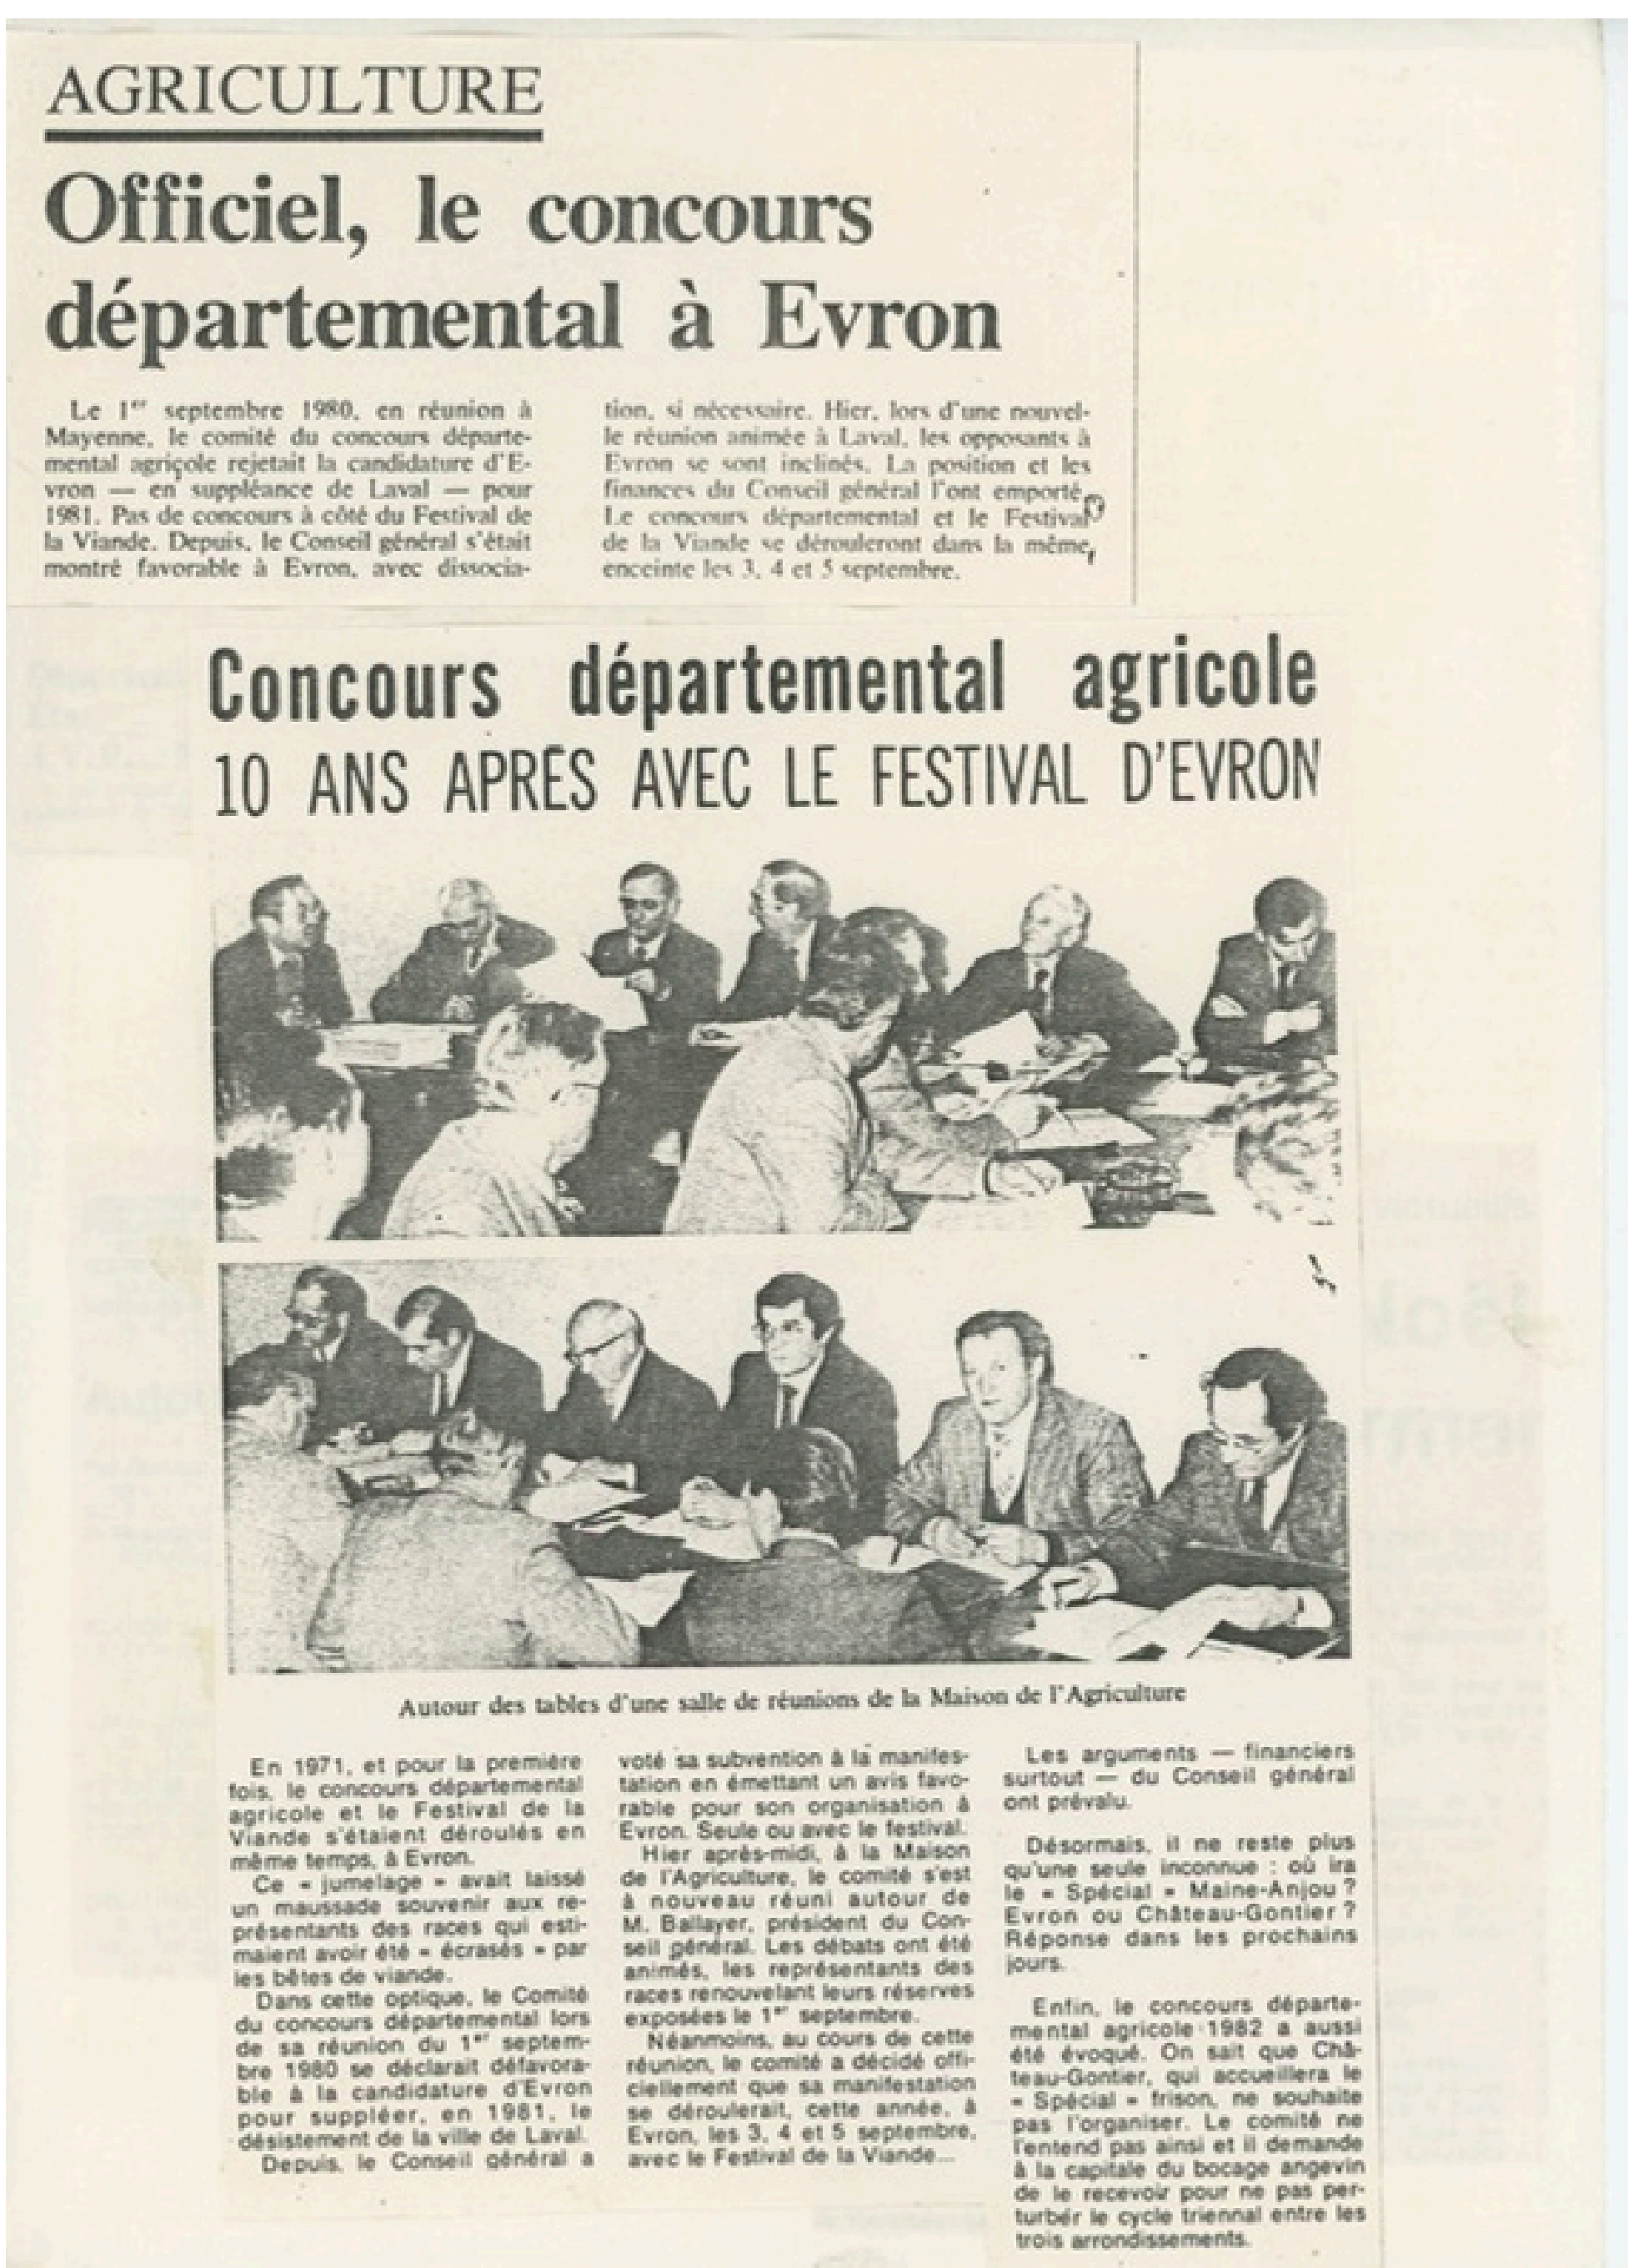 AGRICULTURE
Officiel, le concours
départemental à Evron
Le 1er septembre 1980, en réunion à
Mayenne, le comité du concours départe-
mental agricole rejetait la candidature d'E-
vron — en suppléance de Laval — pour
1981. Pas de concours à côté du Festival de
la Viande. Depuis, le Conseil général s'était
montré favorable à Evron, avec dissocia-
tion, si nécessaire. Hier, lors d'une nouvel-
le réunion animée à Laval, les opposants à
Evron se sont inclinés. La position et les
finances du Conseil général l'ont emporté.
Le concours départemental et le Festival
de la Viande se dérouleront dans la même
enceinte les 3, 4 et 5 septembre.
Concours départemental agricole
10 ANS APRES AVEC LE FESTIVAL D'EVRON
Autour des tables d'une salle de réunions de la Maison de l'Agriculture
En 1971, et pour la première
fois, le concours départemental
agricole et le Festival de la
Viande s'étaient déroulés en
même temps, à Evron.
Ce « jumelage » avait laissé
un maussade souvenir aux re-
présentants des races qui esti-
maient avoir été « écrasés » par
les bêtes de viande.
Dans cette optique, le Comité
du concours départemental lors
de sa réunion du 1er septem-
bre 1980 se déclarait défavora-
ble à la candidature d'Evron
pour suppléer, en 1981, le
désistement de la ville de Laval.
Depuis, le Conseil général a
voté sa subvention à la manifes-
tation en émettant un avis favo-
rable pour son organisation à
Evron. Seule ou avec le festival.
Hier après-midi, à la Maison
de l'Agriculture, le comité s'est
à nouveau réuni autour de
M. Ballayer, président du Con-
seil général. Les débats ont été
animés, les représentants des
races renouvelant leurs réserves
exposées le 1er septembre.
Néanmoins, au cours de cette
réunion, le comité a décidé offi-
ciellement que sa manifestation
se déroulerait, cette année, à
Evron, les 3, 4 et 5 septembre,
avec le Festival de la Viande...
Les arguments — financiers
surtout — du Conseil général
ont prévalu.
Désormais, il ne reste plus
qu'une seule inconnue : où ira
le « Spécial » Maine-Anjou ?
Evron ou Château-Gontier ?
Réponse dans les prochains
jours.
Enfin, le concours départe-
mental agricole 1982 a aussi
été évoqué. On sait que Châ-
teau-Gontier, qui accueillera le
« Spécial » frison, ne souhaite
pas l'organiser. Le comité ne
l'entend pas ainsi et il demande
à la capitale du bocage angevin
de le recevoir pour ne pas per-
turbér le cycle triennal entre les
trois arrondissements.